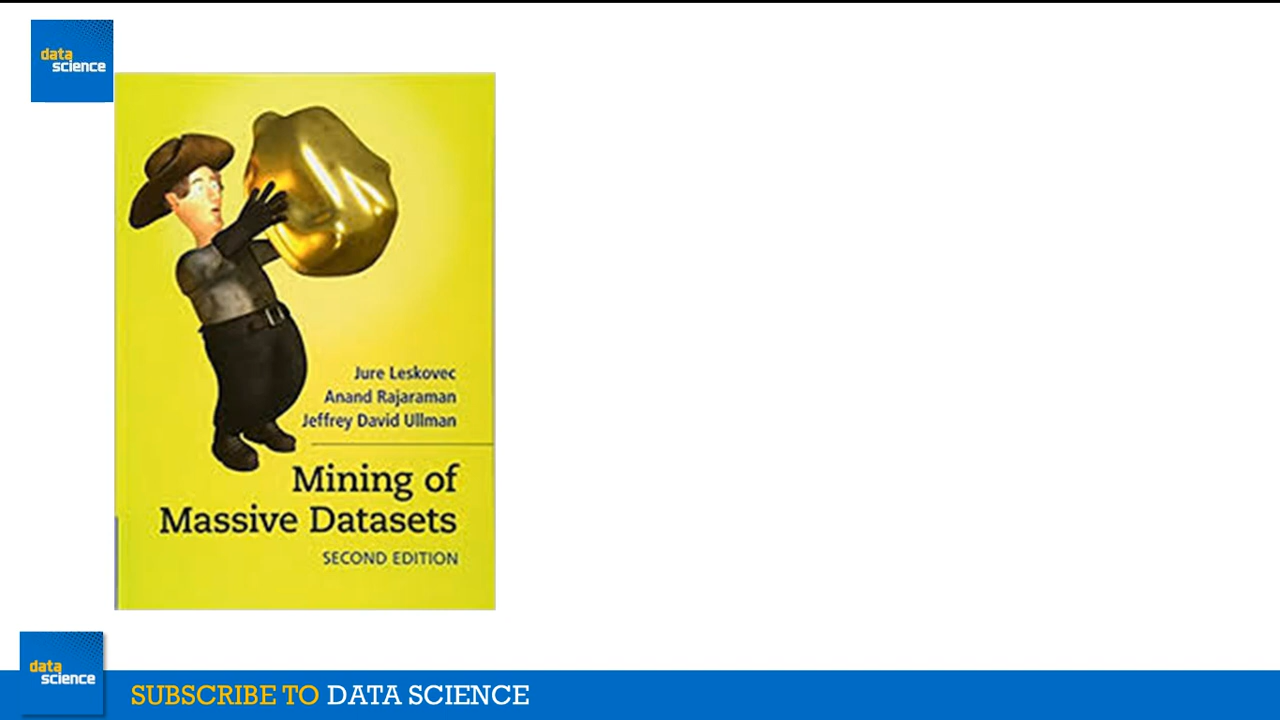 data
science
Jure Leskovec
Anand Rajaraman
Jeffrey David Ullman
Mining of
Massive Datasets
SECOND EDITION
data
science
SUBSCRIBE TO DATA SCIENCE